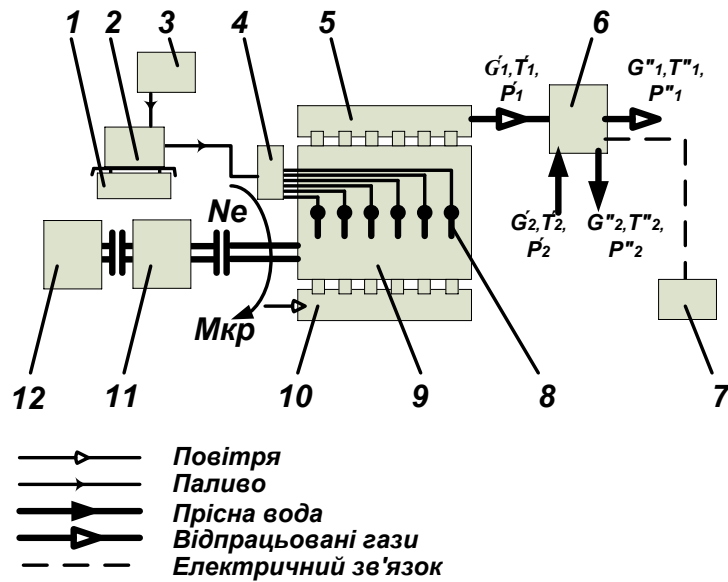 1 2 3 4 5 6
G'1,T'1, P'1
G"1,T"1, P"1
Ne
G'2,T'2, P'2
G"2,T"2, P"2
Мкр
12 11 10 9 8 7
Повітря
Паливо
Прісна вода
Відпрацьовані гази
Електричний зв'язок